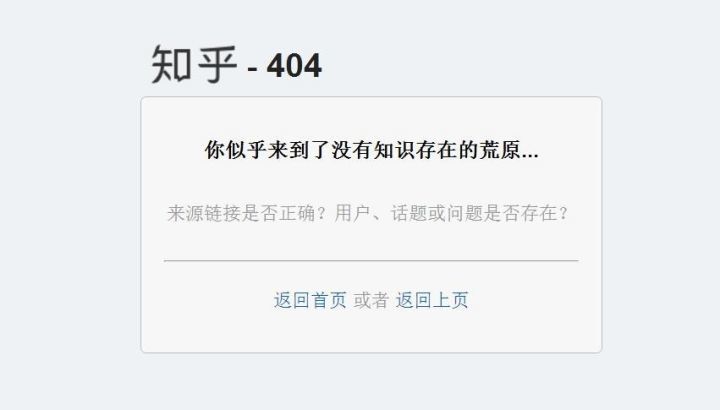 知乎 - 404
你似乎来到了没有知识存在的荒原...
来源链接是否正确？用户、话题或问题是否存在？
返回首页 或者 返回上页